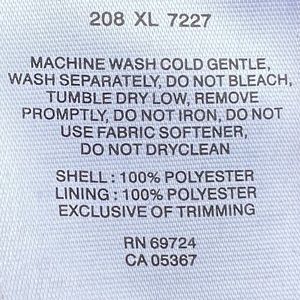 208 XL 7227
MACHINE WASH COLD GENTLE,
WASH SEPARATELY, DO NOT BLEACH,
TUMBLE DRY LOW, REMOVE
PROMPTLY, DO NOT IRON, DO NOT
USE FABRIC SOFTENER,
DO NOT DRYCLEAN
SHELL : 100% POLYESTER
LINING : 100% POLYESTER
EXCLUSIVE OF TRIMMING
RN 69724
CA 05367